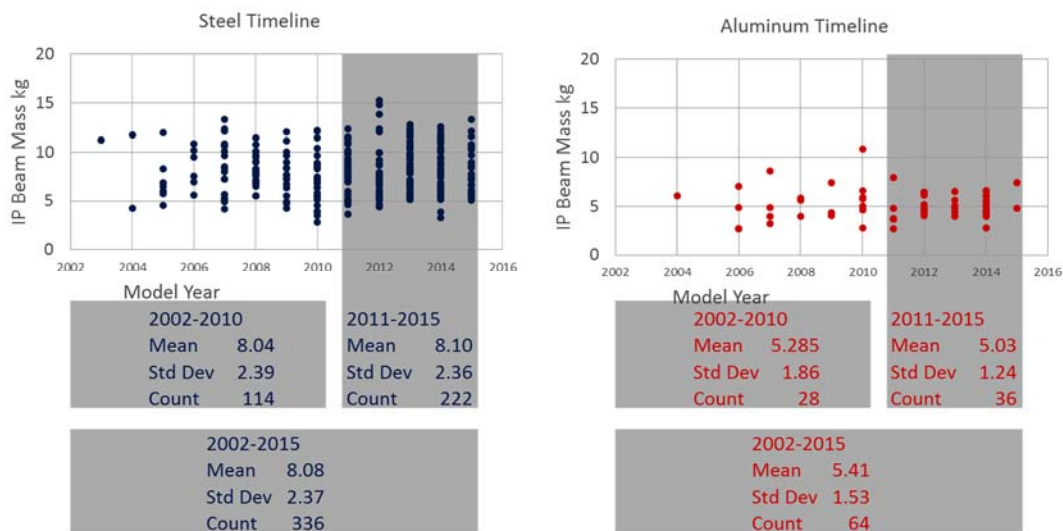 Steel Timeline
20
15
10
5
0
IP Beam Mass kg
2002 2004 2006 2008 2010 2012 2014 2016
Model Year
2002-2010
Mean 8.04
Std Dev 2.39
Count 114
2011-2015
Mean 8.10
Std Dev 2.36
Count 222
2002-2015
Mean 8.08
Std Dev 2.37
Count 336
Aluminum Timeline
20
15
10
5
0
IP Beam Mass kg
2002 2004 2006 2008 2010 2012 2014 2016
Model Year
2002-2010
Mean 5.285
Std Dev 1.86
Count 28
2011-2015
Mean 5.03
Std Dev 1.24
Count 36
2002-2015
Mean 5.41
Std Dev 1.53
Count 64